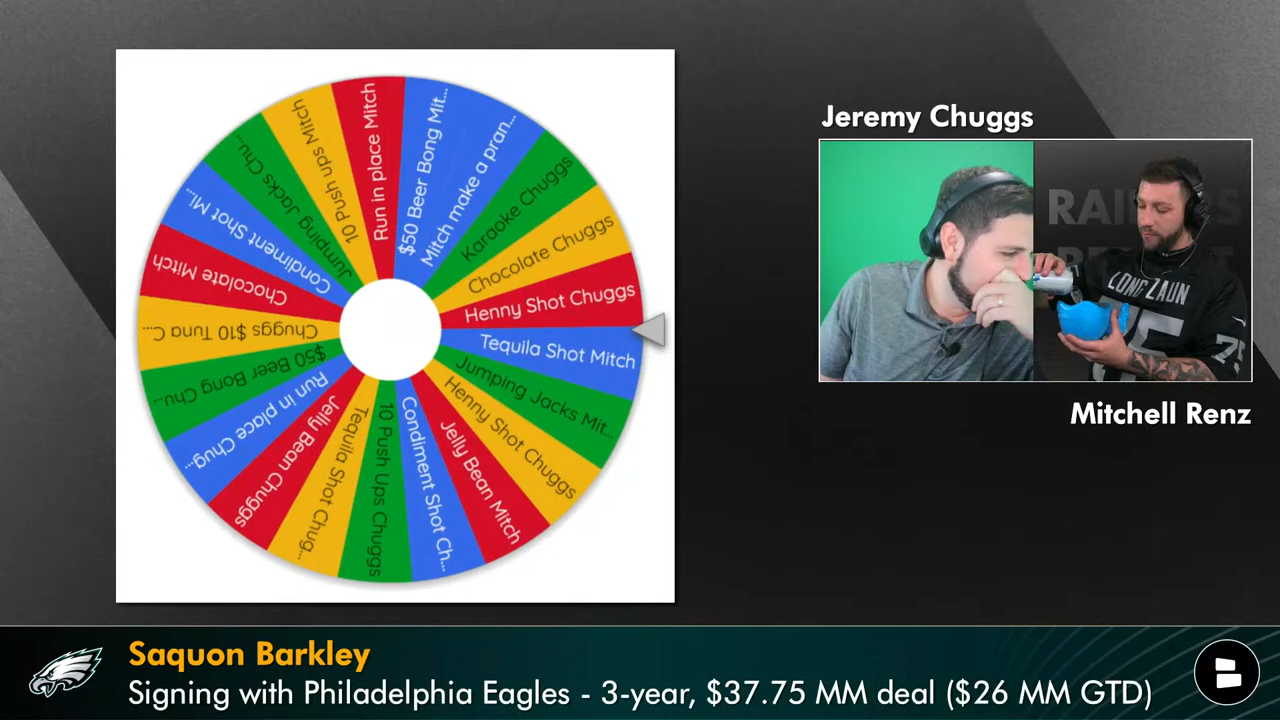 Jeremy Chuggs
$50 Beer Bong Mit...
Mitch make a pran...
Karaoke Chuggs
Chocolate Chuggs
Henny Shot Chuggs
Tequila Shot Mitch
Jumping Jacks Mit...
Henny Shot Chuggs
Jelly Bean Mitch
Condiment Shot Ch...
10 Push Ups Chuggs
Tequila Shot Chug...
Jelly Bean Chuggs
Run in place Chug...
$50 Beer Bong Chu...
Chuggs $10 Tuna C...
Chocolate Mitch
Condiment Shot Mi...
Jumping Jacks Chu...
10 Push ups Mitch
Run in place Mitch
LONG ZAUN
75
Mitchell Renz
Saquon Barkley
Signing with Philadelphia Eagles - 3-year, $37.75 MM deal ($26 MM GTD)